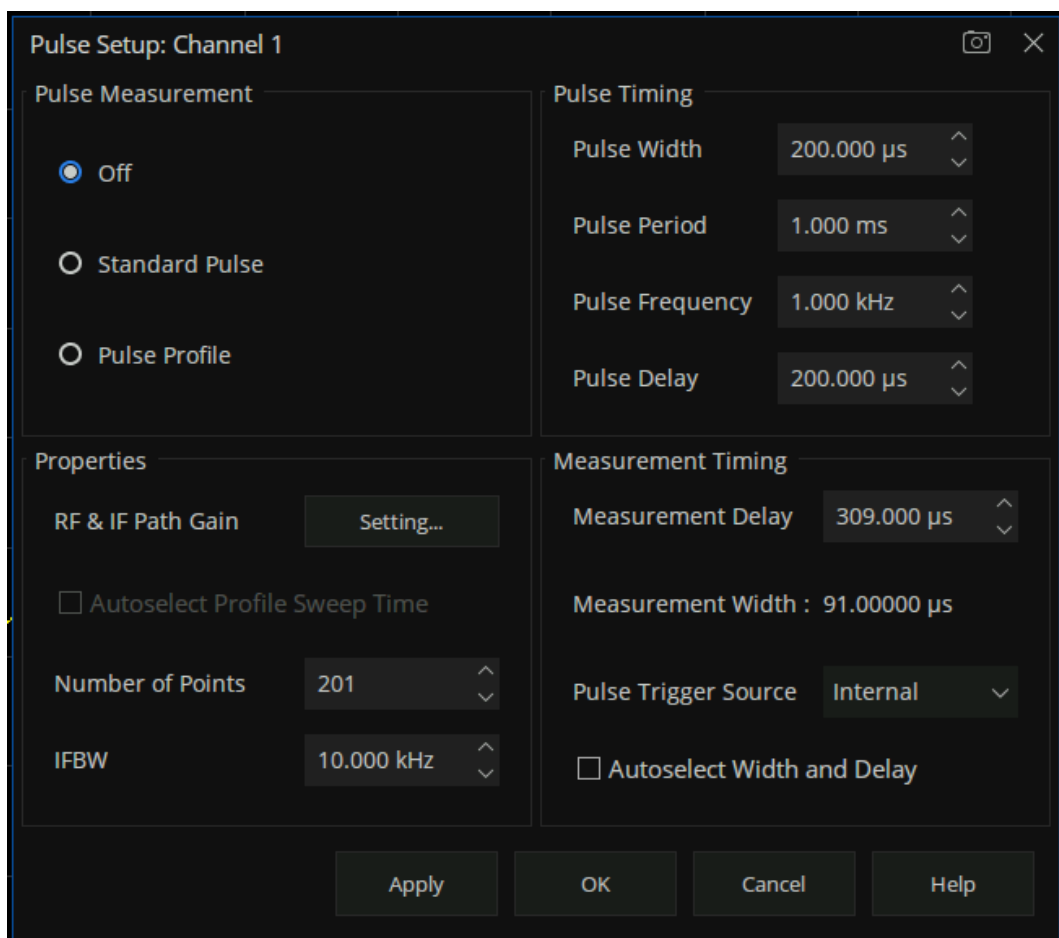 Pulse Setup: Channel 1
Pulse Measurement
Off
Standard Pulse
Pulse Profile
Pulse Timing
Pulse Width 200.000 µs
Pulse Period 1.000 ms
Pulse Frequency 1.000 kHz
Pulse Delay 200.000 µs
Properties
RF & IF Path Gain Setting...
Autoselect Profile Sweep Time
Number of Points 201
IFBW 10.000 kHz
Measurement Timing
Measurement Delay 309.000 µs
Measurement Width : 91.00000 µs
Pulse Trigger Source Internal
Autoselect Width and Delay
Apply OK Cancel Help